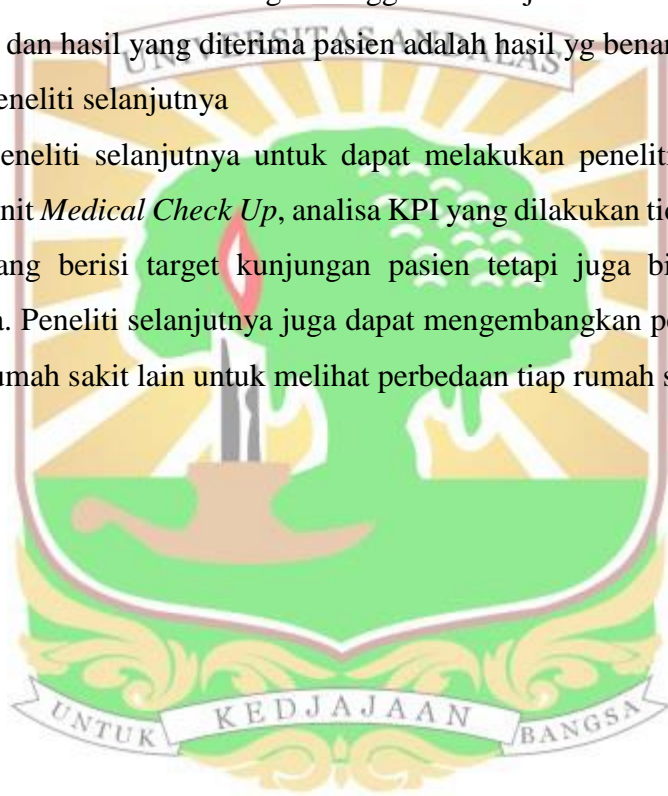 dan hasil yang diterima pasien adalah hasil yg benar
UNIVERSITAS ANDALAS
eneliti selanjutnya
eneliti selanjutnya untuk dapat melakukan peneliti
nit Medical Check Up, analisa KPI yang dilakukan
ang berisi target kunjungan pasien tetapi juga bi
a. Peneliti selanjutnya juga dapat mengembangkan pe
umah sakit lain untuk melihat perbedaan tiap rumah s
UNTUK KEDJAJAAN BANGSA